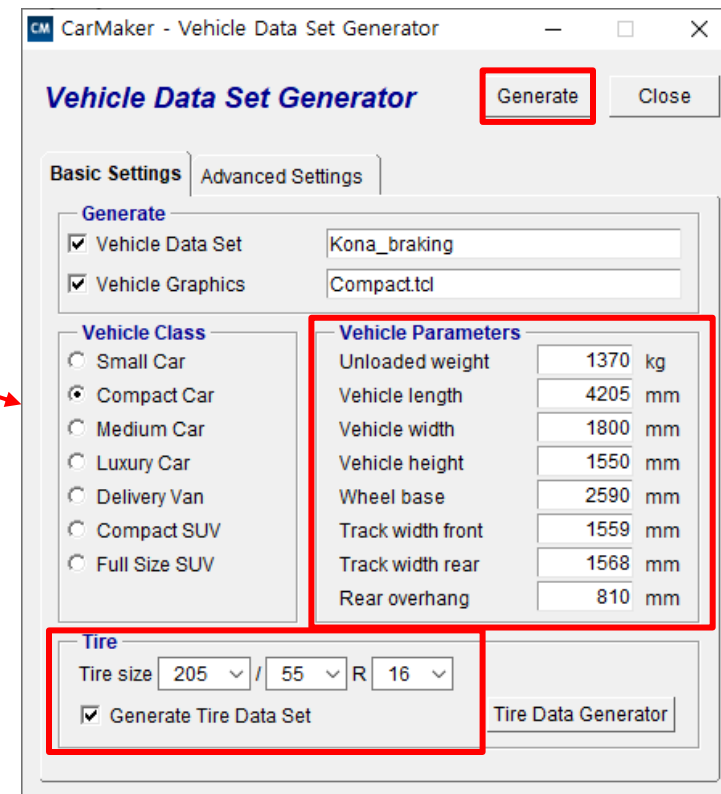 CM CarMaker - Vehicle Data Set Generator
Vehicle Data Set Generator
Generate
Close
Basic Settings
Advanced Settings
Generate
Vehicle Data Set Kona_braking
Vehicle Graphics Compact.tcl
Vehicle Class
Small Car
Compact Car
Medium Car
Luxury Car
Delivery Van
Compact SUV
Full Size SUV
Vehicle Parameters
Unloaded weight 1370 kg
Vehicle length 4205 mm
Vehicle width 1800 mm
Vehicle height 1550 mm
Wheel base 2590 mm
Track width front 1559 mm
Track width rear 1568 mm
Rear overhang 810 mm
Tire
Tire size 205 / 55 R 16
Generate Tire Data Set
Tire Data Generator